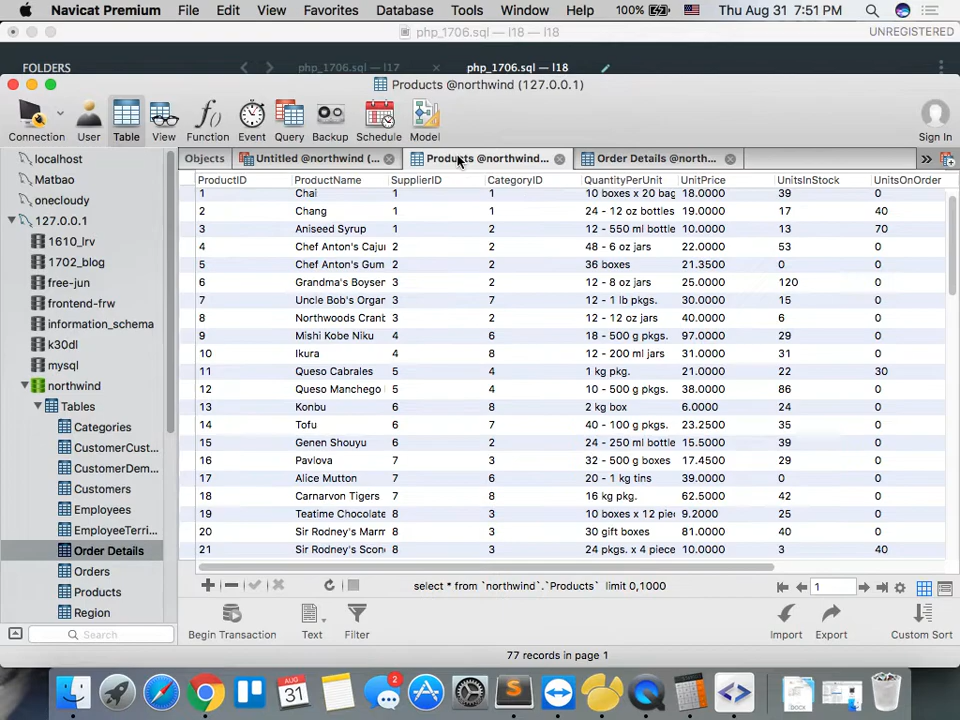 Navicat Premium File Edit View Favorites Database Tools Window Help 100% Thu Aug 31 7:51 PM
php_1706.sql — l18 — l18 UNREGISTERED
FOLDERS php_1706.sql — l17 php_1706.sql — l18
Products @northwind (127.0.0.1)
Connection User Table View Function Event Query Backup Schedule Model Sign In
Objects Untitled @northwind (... Products @northwind... Order Details @north...
ProductID ProductName SupplierID CategoryID QuantityPerUnit UnitPrice UnitsInStock UnitsOnOrder
1 Chai 1 1 10 boxes x 20 bag 18.0000 39 0
2 Chang 1 1 24 - 12 oz bottles 19.0000 17 40
3 Aniseed Syrup 1 2 12 - 550 ml bottle 10.0000 13 70
4 Chef Anton's Caju 2 2 48 - 6 oz jars 22.0000 53 0
5 Chef Anton's Gum 2 2 36 boxes 21.3500 0 0
6 Grandma's Boysen 3 2 12 - 8 oz jars 25.0000 120 0
7 Uncle Bob's Organ 3 7 12 - 1 lb pkgs. 30.0000 15 0
8 Northwoods Cranb 3 2 12 - 12 oz jars 40.0000 6 0
9 Mishi Kobe Niku 4 6 18 - 500 g pkgs. 97.0000 29 0
10 Ikura 4 8 12 - 200 ml jars 31.0000 31 0
11 Queso Cabrales 5 4 1 kg pkg. 21.0000 22 30
12 Queso Manchego 5 4 10 - 500 g pkgs. 38.0000 86 0
13 Konbu 6 8 2 kg box 6.0000 24 0
14 Tofu 6 7 40 - 100 g pkgs. 23.2500 35 0
15 Genen Shouyu 6 2 24 - 250 ml bottle 15.5000 39 0
16 Pavlova 7 3 32 - 500 g boxes 17.4500 29 0
17 Alice Mutton 7 6 20 - 1 kg tins 39.0000 0 0
18 Carnarvon Tigers 7 8 16 kg pkg. 62.5000 42 0
19 Teatime Chocolate 8 3 10 boxes x 12 piec 9.2000 25 0
20 Sir Rodney's Marm 8 3 30 gift boxes 81.0000 40 0
21 Sir Rodney's Scon 8 3 24 pkgs. x 4 piece 10.0000 3 40
localhost
Matbao
onecloudy
127.0.0.1
1610_lrv
1702_blog
free-jun
frontend-frw
information_schema
k30dl
mysql
northwind
Tables
Categories
CustomerCust...
CustomerDem...
Customers
Employees
EmployeeTerri...
Order Details
Orders
Products
Region
Search
select * from `northwind`.`Products` limit 0,1000 1
Begin Transaction Text Filter Import Export Custom Sort
77 records in page 1
AUG 31 2
.docx